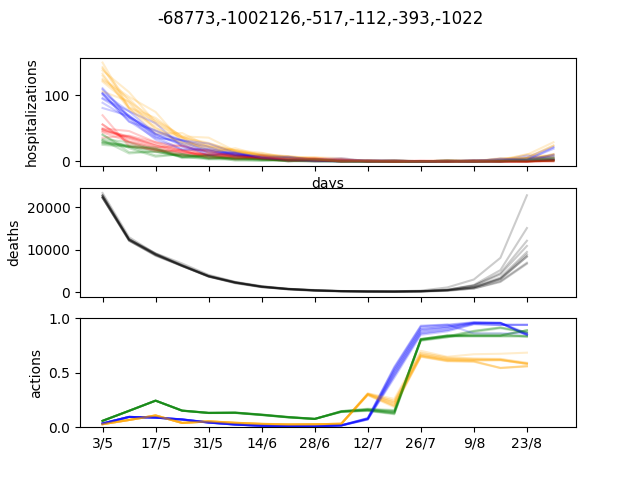 -68773,-1002126,-517,-112,-393,-1022
hospitalizations
100
0
days
deaths
20000
10000
0
actions
1.0
0.5
0.0
3/5 17/5 31/5 14/6 28/6 12/7 26/7 9/8 23/8